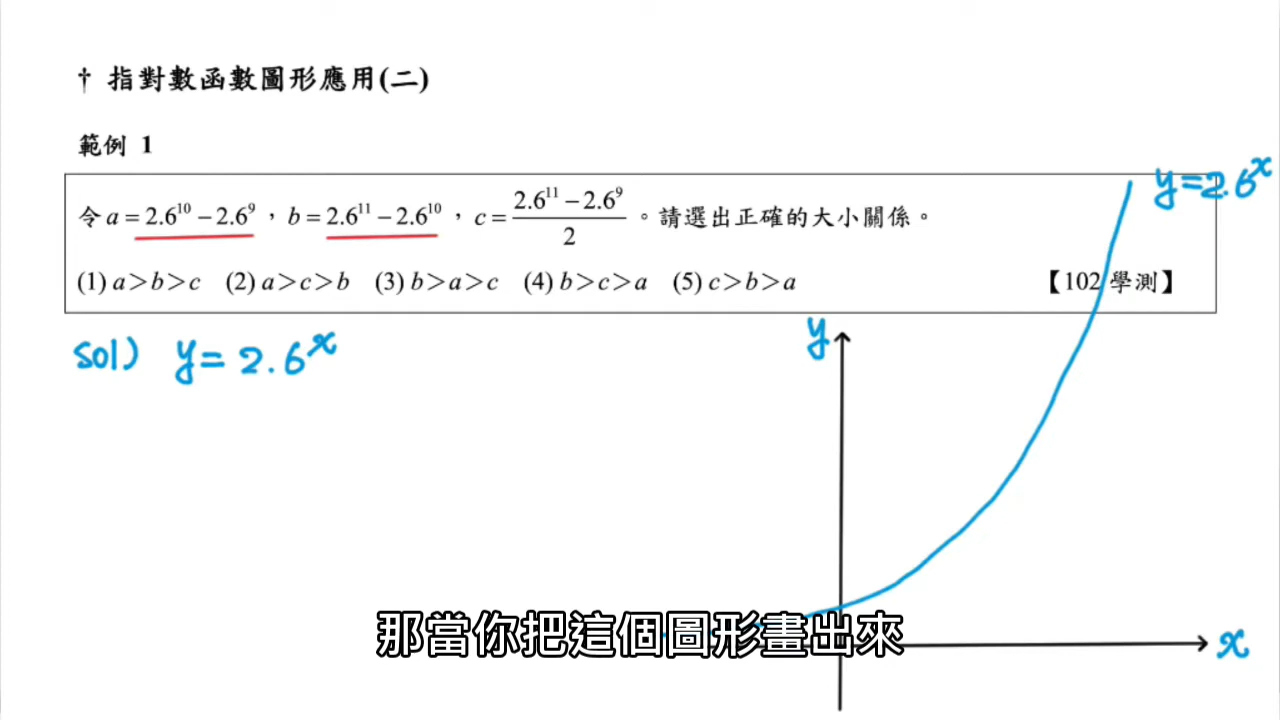 † 指對數函數圖形應用(二)
範例 1
令 a = 2.6¹⁰ − 2.6⁹，b = 2.6¹¹ − 2.6¹⁰，c = (2.6¹¹ − 2.6⁹)/2。請選出正確的大小關係。
(1) a > b > c (2) a > c > b (3) b > a > c (4) b > c > a (5) c > b > a 【102 學測】
y = 2.6ˣ
sol) y = 2.6ˣ
y
x
那當你把這個圖形畫出來